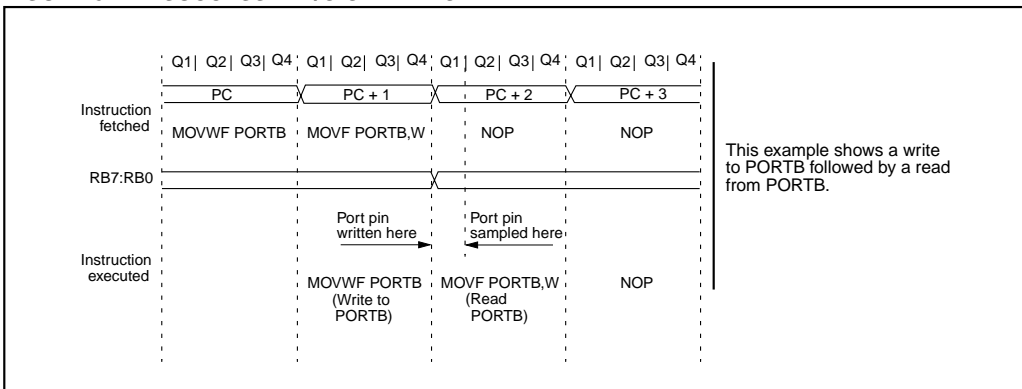 Q1| Q2| Q3| Q4 Q1| Q2| Q3| Q4 Q1| Q2| Q3| Q4 Q1| Q2| Q3| Q4
PC PC + 1 PC + 2 PC + 3
Instruction
fetched
MOVWF PORTB MOVF PORTB,W NOP NOP
This example shows a write
to PORTB followed by a read
from PORTB.
RB7:RB0
Port pin
written here
Port pin
sampled here
Instruction
executed
MOVWF PORTB
(Write to
PORTB)
MOVF PORTB,W
(Read
PORTB)
NOP